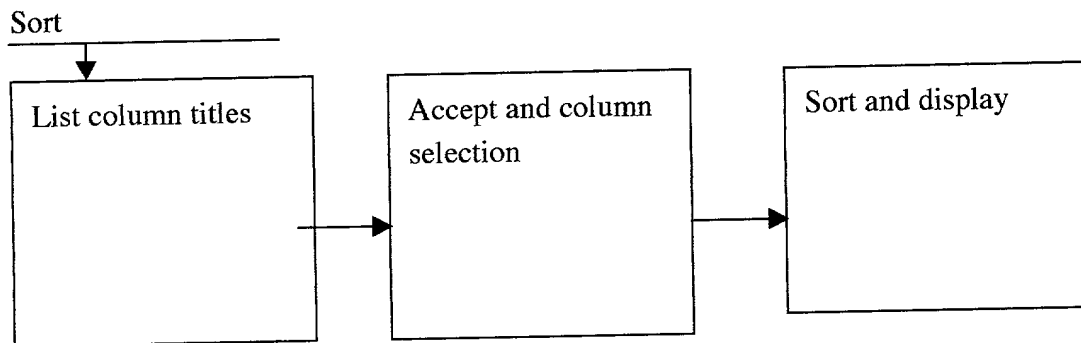 Sort
List column titles
Accept and column
selection
Sort and display